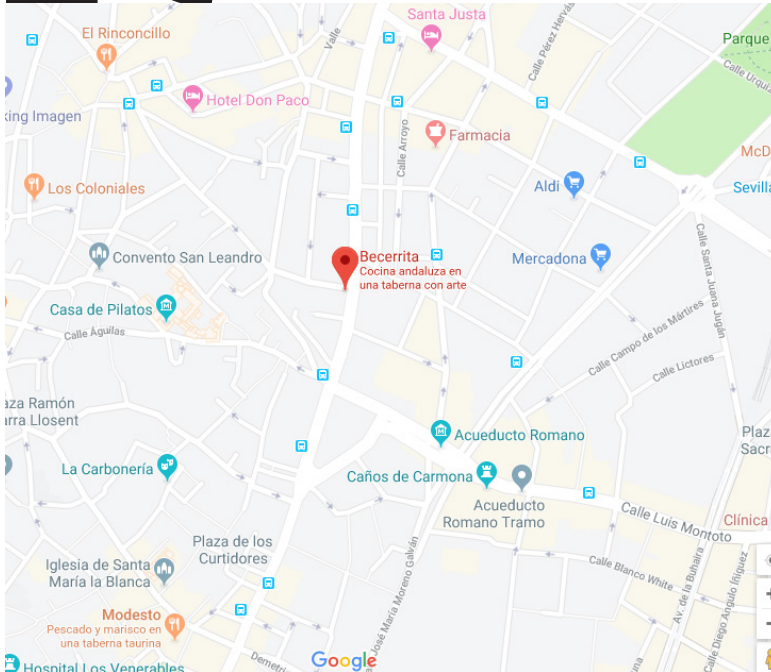 Santa Justa
El Rinconcillo
Valle
Calle Pérez Hervás
Parque
Calle Urquiz
Hotel Don Paco
king Imagen
Calle Arroyo
Farmacia
McD
Aldi
Sevilla
Los Coloniales
Convento San Leandro
Becerrita
Cocina andaluza en
una taberna con arte
Mercadona
Calle Santa Juana Jugán
Casa de Pilatos
Calle Águilas
Calle Campo de los Mártires
Calle Lictores
aza Ramón
arra Llosent
Acueducto Romano
Plaz
Sacr
La Carbonería
Caños de Carmona
Acueducto
Romano Tramo
Calle Luis Montoto
Clínica
Plaza de los
Curtidores
Iglesia de Santa
María la Blanca
José María Moreno Galván
Calle Blanco White
Av. de la Buhaira
Calle Diego Angulo Íñiguez
Modesto
Pescado y marisco en
una taberna taurina
Demetri
una
Hospital Los Venerables
Google